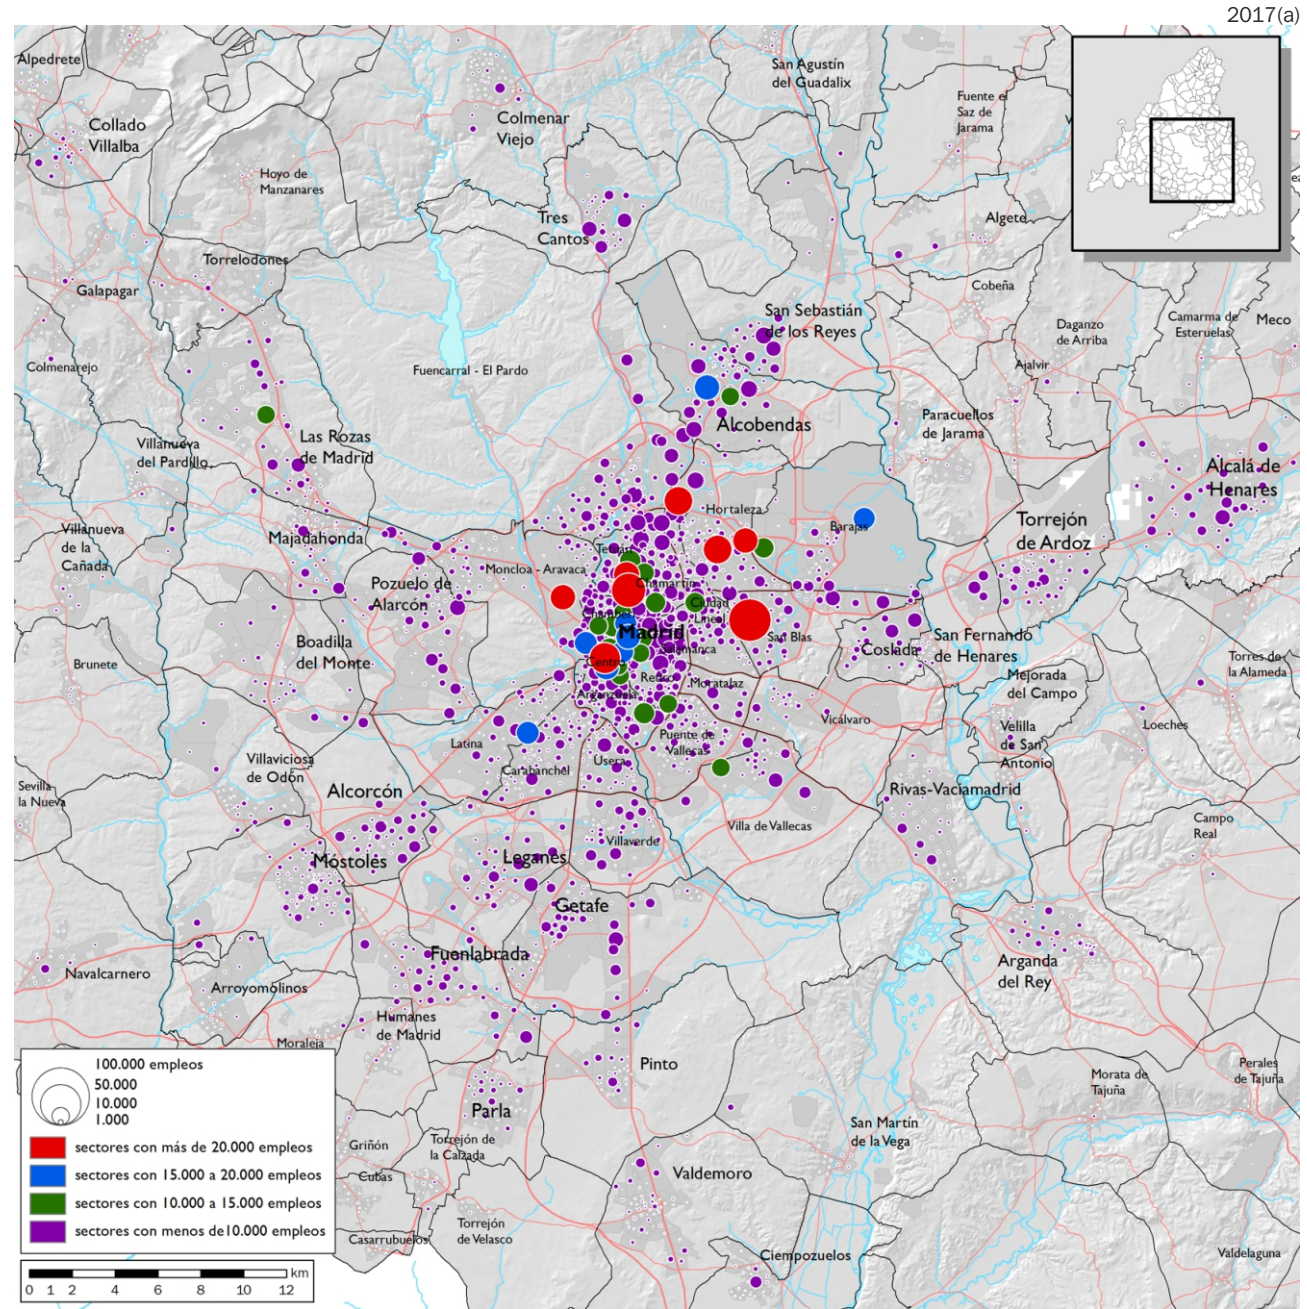 2017(a)
Alpedrete
San Agustín
del Guadalix
Collado
Villalba
Colmenar
Viejo
Fuente el
Saz de
Jarama
Hoyo de
Manzanares
Tres
Cantos
Algete
Torrelodones
Galapagar
Cobeña
San Sebastián
de los Reyes
Daganzo
de Arriba
Camarma de
Esteruelas
Meco
Colmenarejo
Fuencarral - El Pardo
Ajalvir
Alcobendas
Paracuellos
de Jarama
Las Rozas
de Madrid
Villanueva
del Pardillo
Alcalá de
Henares
Hortaleza
Barajas
Torrejón
de Ardoz
Villanueva
de la
Cañada
Majadahonda
Tetuán
Moncloa - Aravaca
Chamartín
Pozuelo de
Alarcón
Chamberí
Ciudad
Lineal
Madrid
San Blas
Salamanca
Coslada
San Fernando
de Henares
Boadilla
del Monte
Centro
Retiro
Moratalaz
Brunete
Torres de
la Alameda
Mejorada
del Campo
Arganzuela
Vicálvaro
Velilla
de San
Antonio
Loeches
Latina
Puente de
Vallecas
Villaviciosa
de Odón
Carabanchel
Usera
Sevilla
la Nueva
Alcorcón
Rivas-Vaciamadrid
Campo
Real
Villa de Vallecas
Villaverde
Móstoles
Leganés
Getafe
Fuenlabrada
Navalcarnero
Arroyomolinos
Arganda
del Rey
Humanes
de Madrid
Moraleja
Pinto
Perales
de Tajuña
Morata de
Tajuña
Parla
San Martín
de la Vega
Griñón
Torrejón de
la Calzada
Cubas
Valdemoro
Torrejón
de Velasco
Casarrubuelos
Ciempozuelos
Valdelaguna
100.000 empleos
50.000
10.000
1.000
sectores con más de 20.000 empleos
sectores con 15.000 a 20.000 empleos
sectores con 10.000 a 15.000 empleos
sectores con menos de10.000 empleos
km
0 1 2 4 6 8 10 12